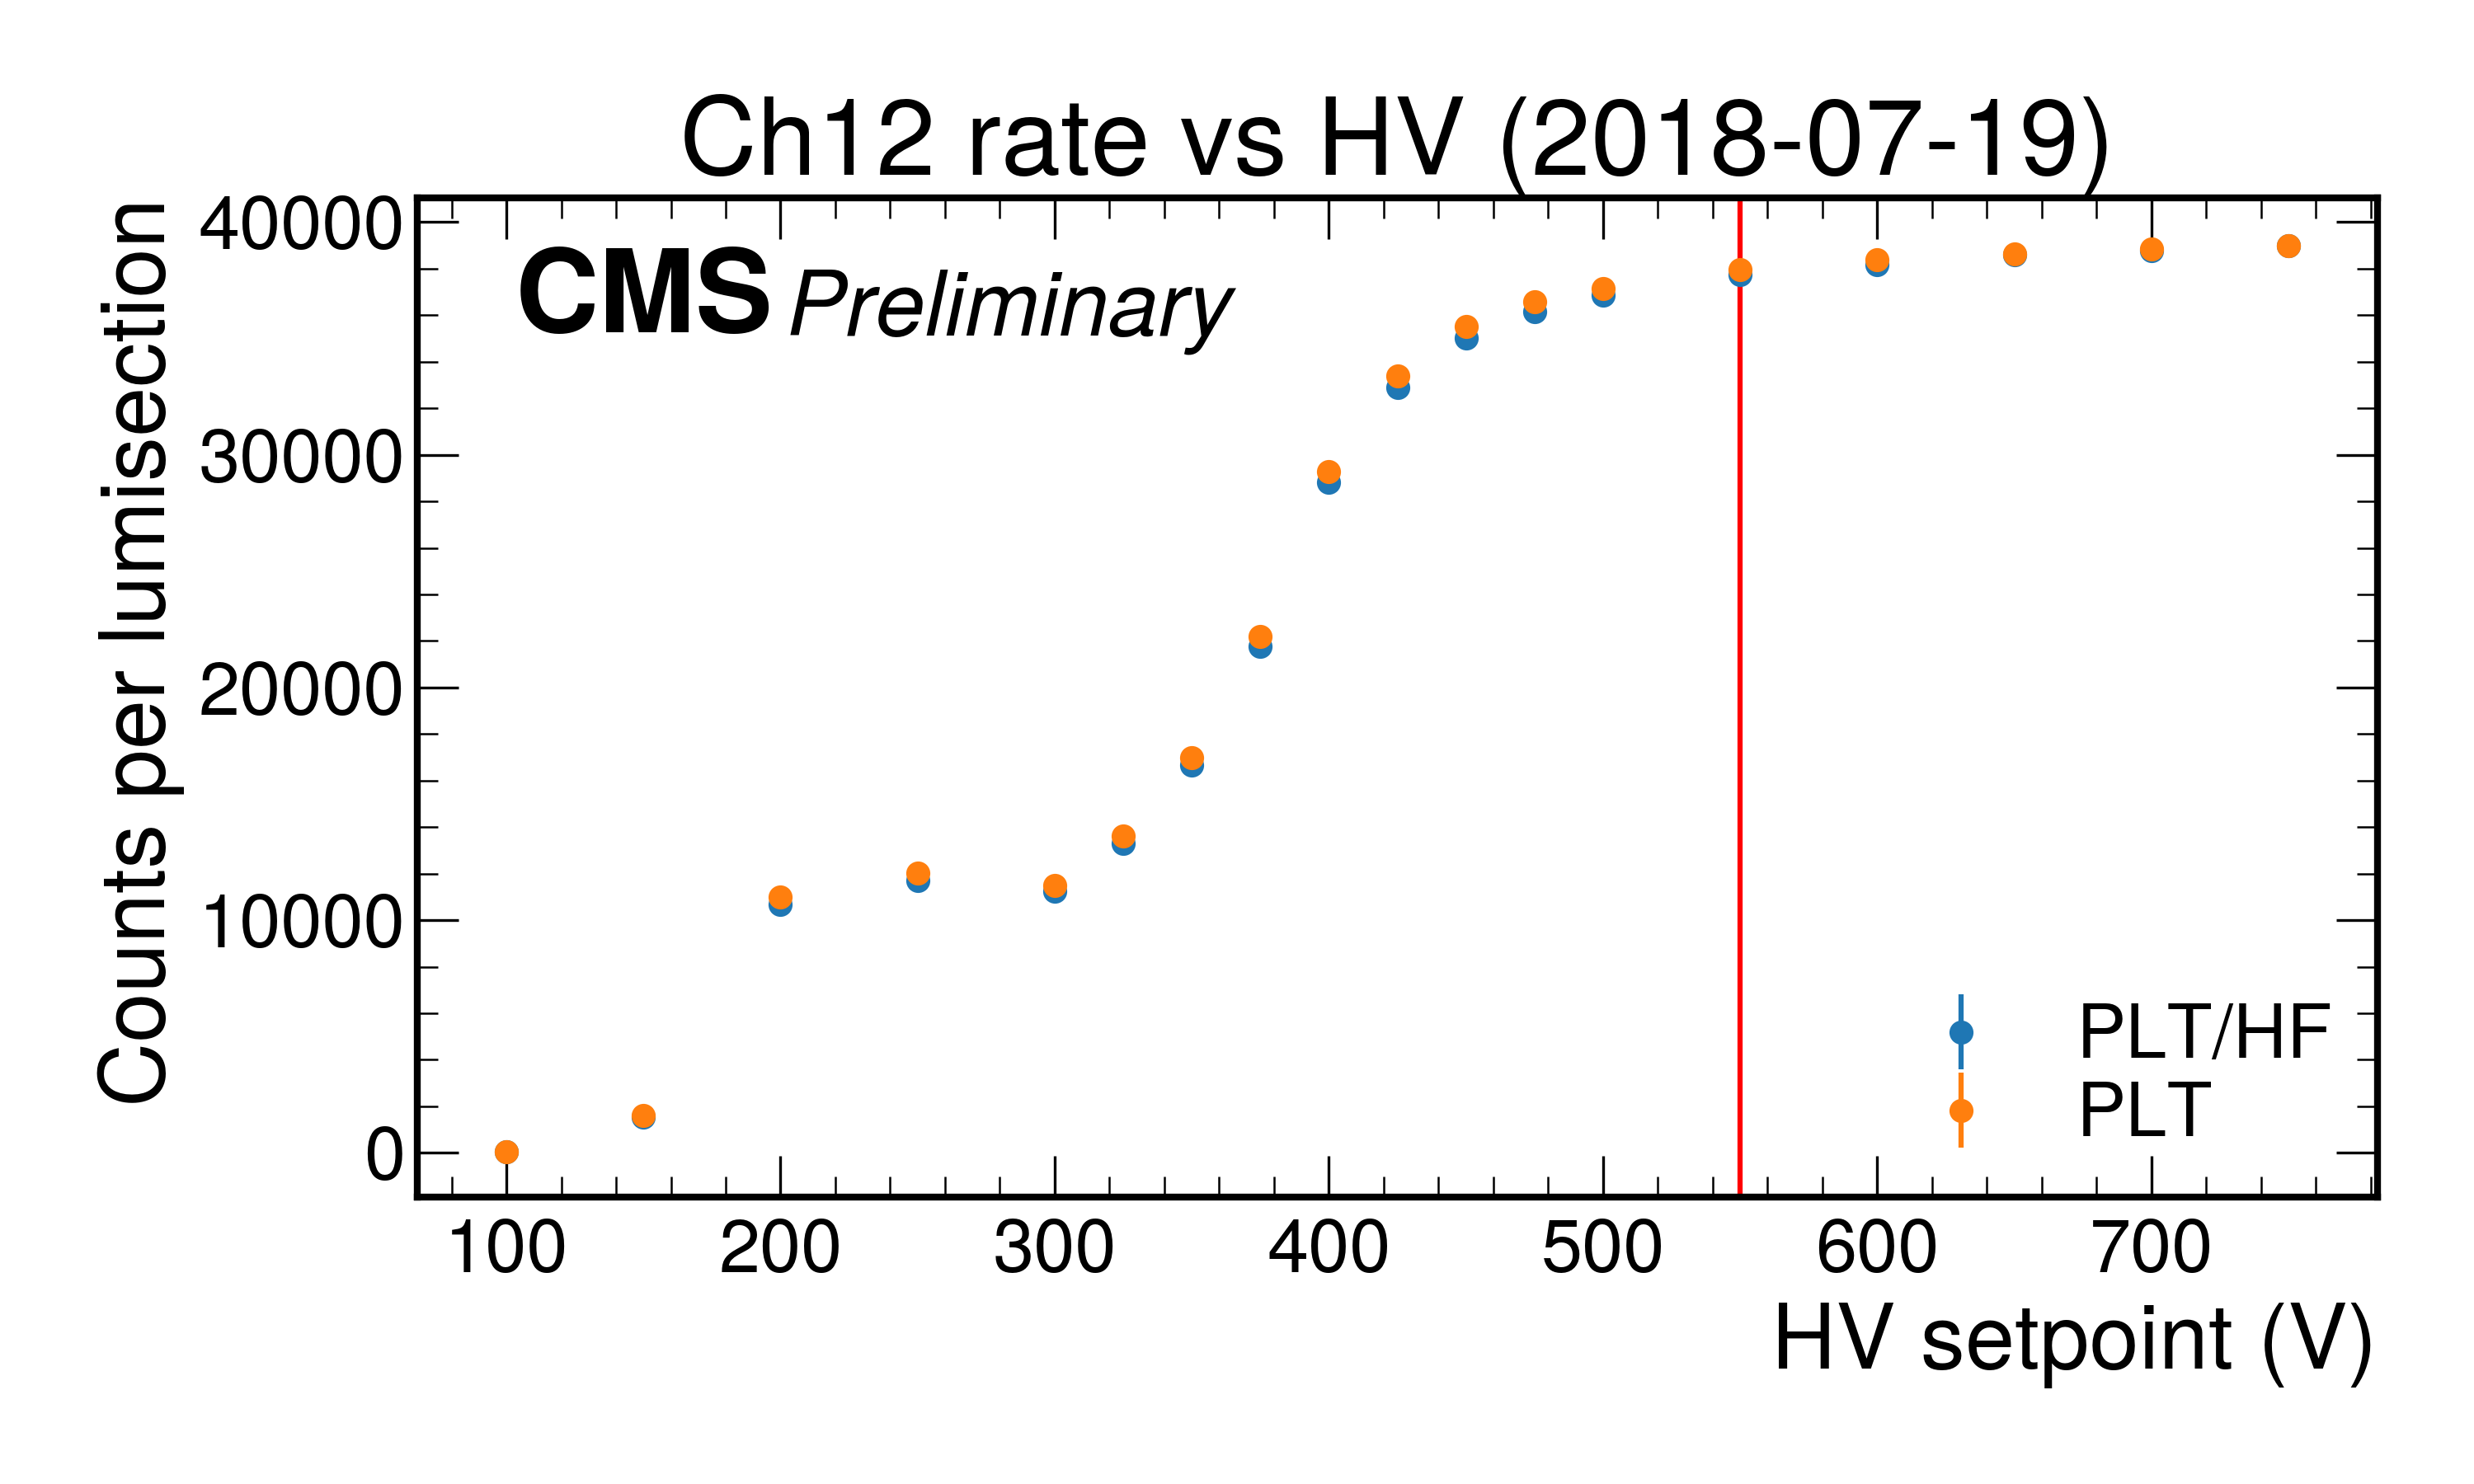 Ch12 rate vs HV (2018-07-19)
CMS Preliminary
Counts per lumisection
40000
30000
20000
10000
0
PLT/HF
PLT
100 200 300 400 500 600 700
HV setpoint (V)